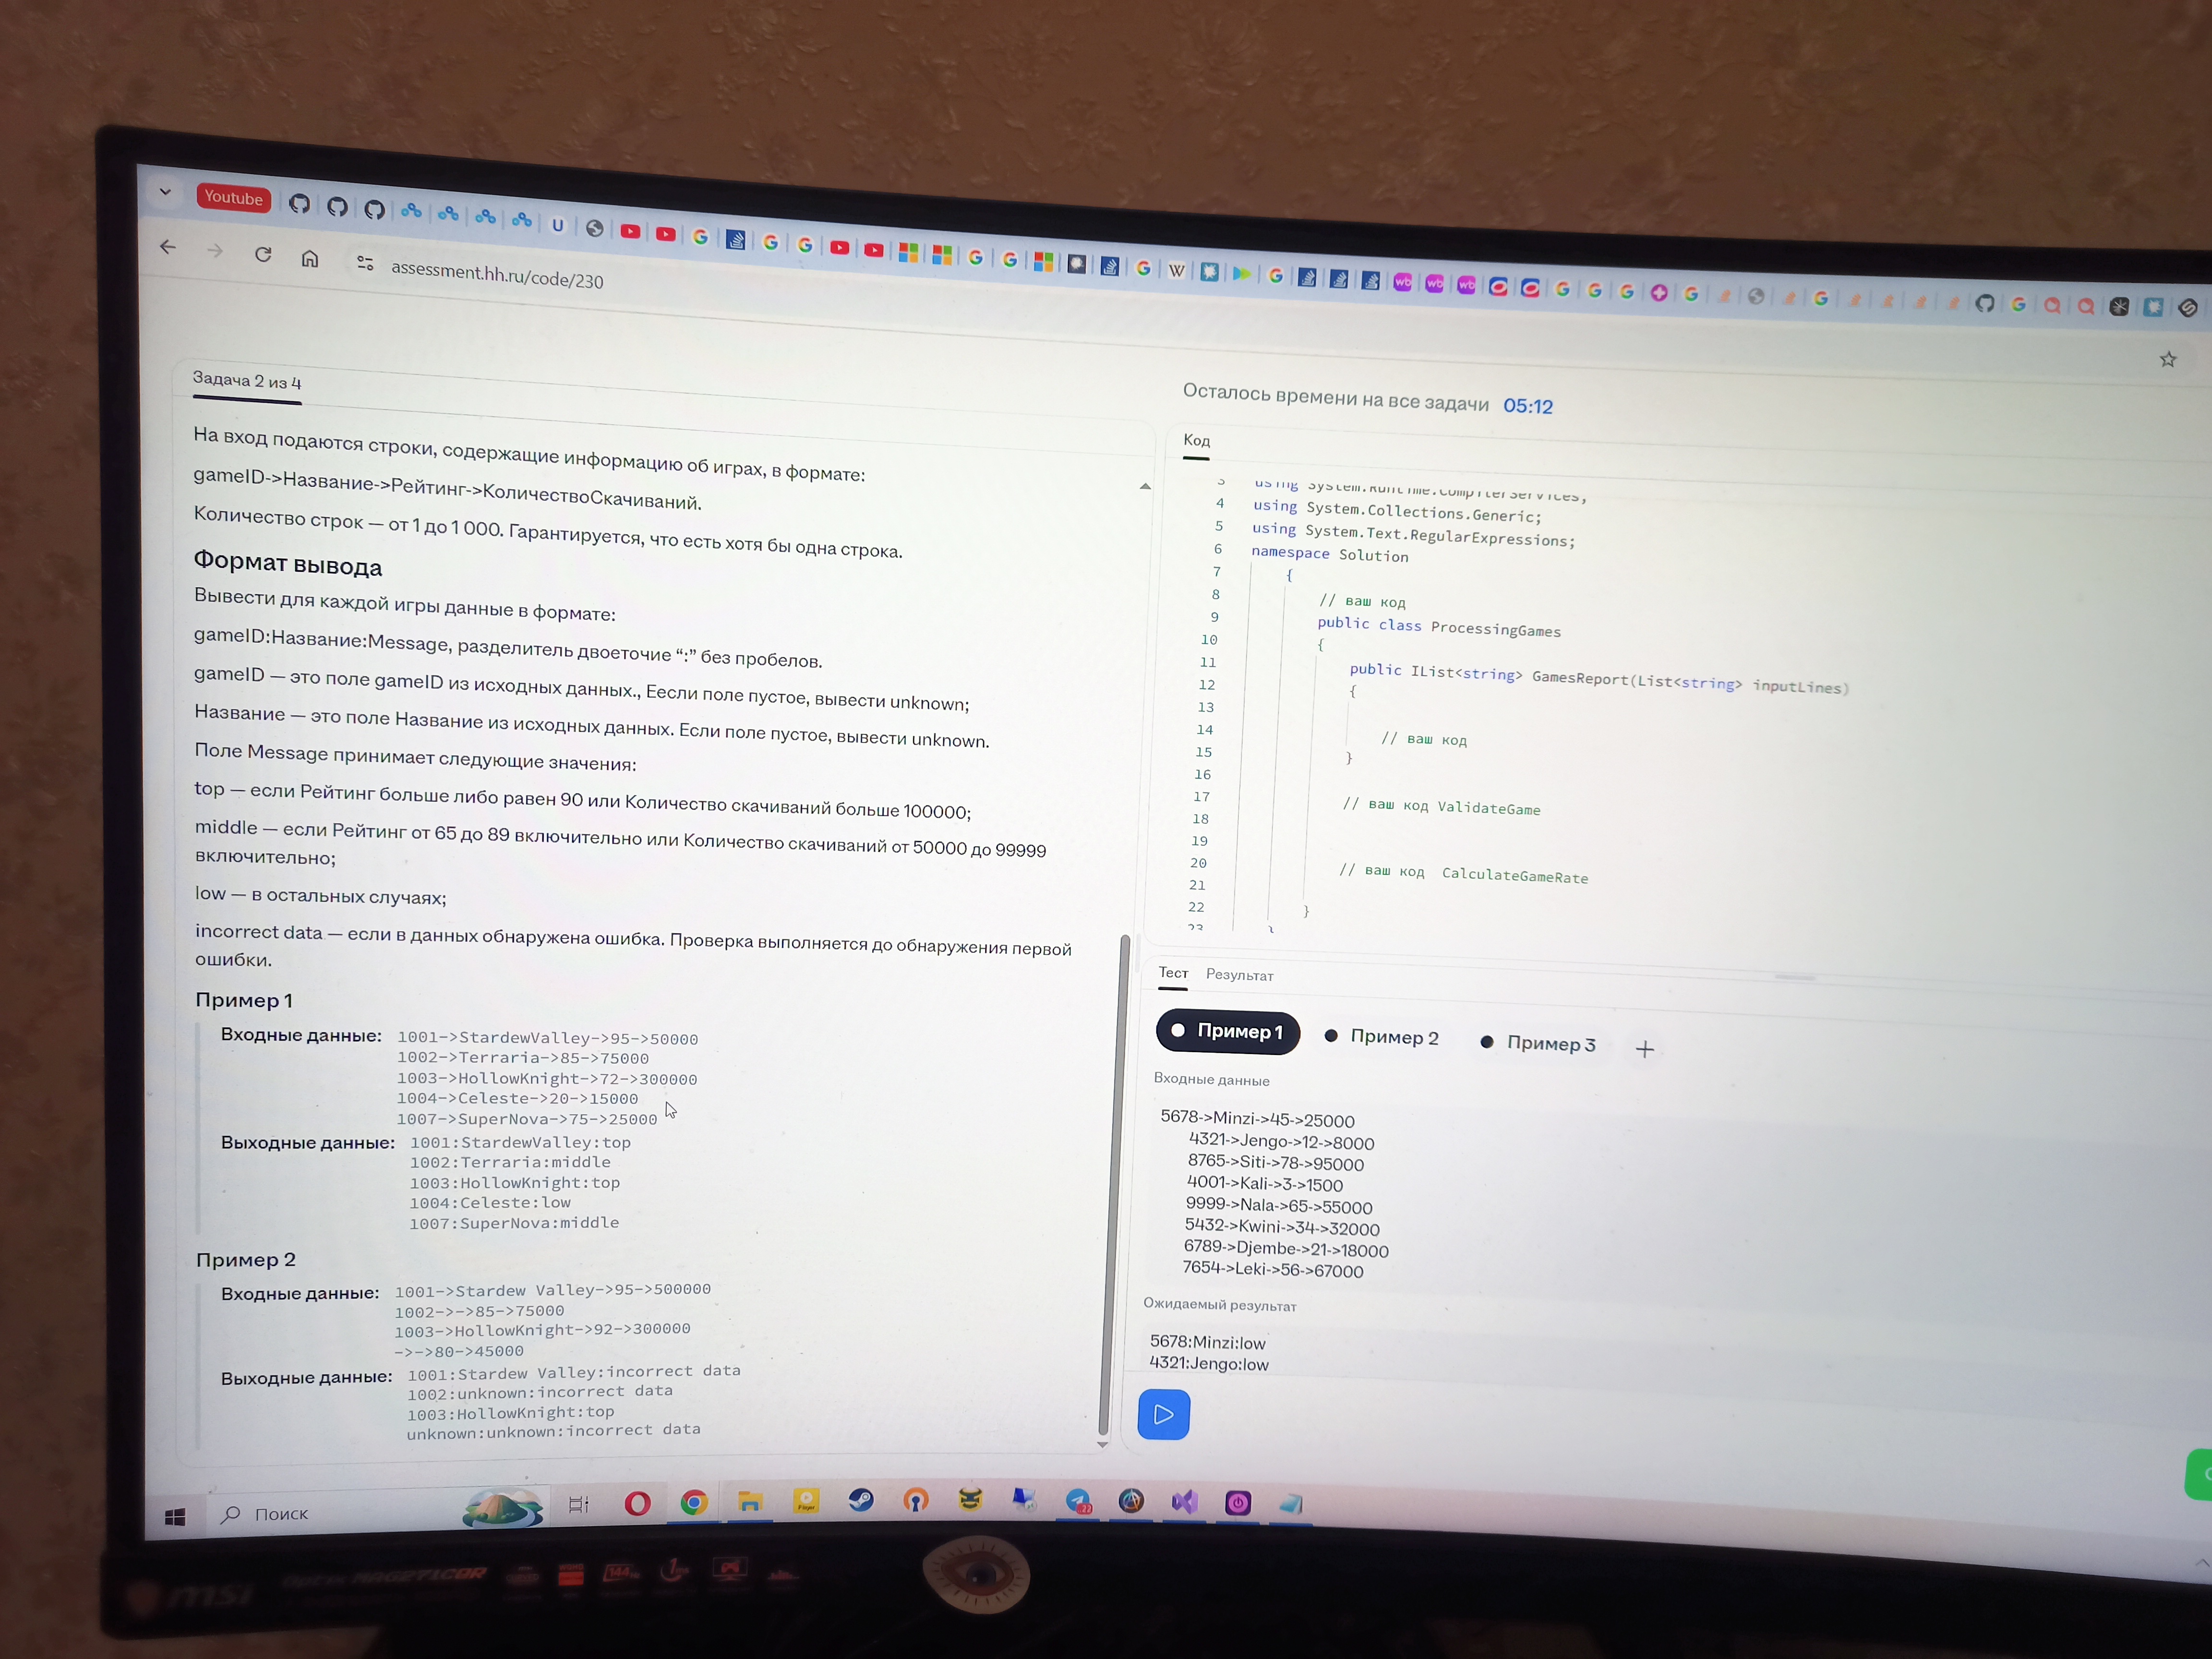 Youtube
assessment.hh.ru/code/230
Задача 2 из 4
На вход подаются строки, содержащие информацию об играх, в формате:
gameID->Название->Рейтинг->КоличествоСкачиваний.
Количество строк — от 1 до 1 000. Гарантируется, что есть хотя бы одна строка.
Формат вывода
Вывести для каждой игры данные в формате:
gameID:Название:Message, разделитель двоеточие “:” без пробелов.
gameID — это поле gameID из исходных данных., Еесли поле пустое, вывести unknown;
Название — это поле Название из исходных данных. Если поле пустое, вывести unknown.
Поле Message принимает следующие значения:
top — если Рейтинг больше либо равен 90 или Количество скачиваний больше 100000;
middle — если Рейтинг от 65 до 89 включительно или Количество скачиваний от 50000 до 99999
включительно;
low — в остальных случаях;
incorrect data — если в данных обнаружена ошибка. Проверка выполняется до обнаружения первой
ошибки.
Пример 1
Входные данные: 1001->StardewValley->95->50000
1002->Terraria->85->75000
1003->HollowKnight->72->300000
1004->Celeste->20->15000
1007->SuperNova->75->25000
Выходные данные: 1001:StardewValley:top
1002:Terraria:middle
1003:HollowKnight:top
1004:Celeste:low
1007:SuperNova:middle
Пример 2
Входные данные: 1001->Stardew Valley->95->500000
1002->->85->75000
1003->HollowKnight->92->300000
->->80->45000
Выходные данные: 1001:Stardew Valley:incorrect data
1002:unknown:incorrect data
1003:HollowKnight:top
unknown:unknown:incorrect data
Осталось времени на все задачи 05:12
Код
3 using System.Runtime.CompilerServices;
4 using System.Collections.Generic;
5 using System.Text.RegularExpressions;
6 namespace Solution
7 {
8 // ваш код
9 public class ProcessingGames
10 {
11 public IList<string> GamesReport(List<string> inputLines)
12 {
13
14 // ваш код
15 }
16
17 // ваш код ValidateGame
18
19
20 // ваш код CalculateGameRate
21
22 }
23 }
Тест Результат
Пример 1 Пример 2 Пример 3
Входные данные
5678->Minzi->45->25000
4321->Jengo->12->8000
8765->Siti->78->95000
4001->Kali->3->1500
9999->Nala->65->55000
5432->Kwini->34->32000
6789->Djembe->21->18000
7654->Leki->56->67000
Ожидаемый результат
5678:Minzi:low
4321:Jengo:low
Поиск
msi